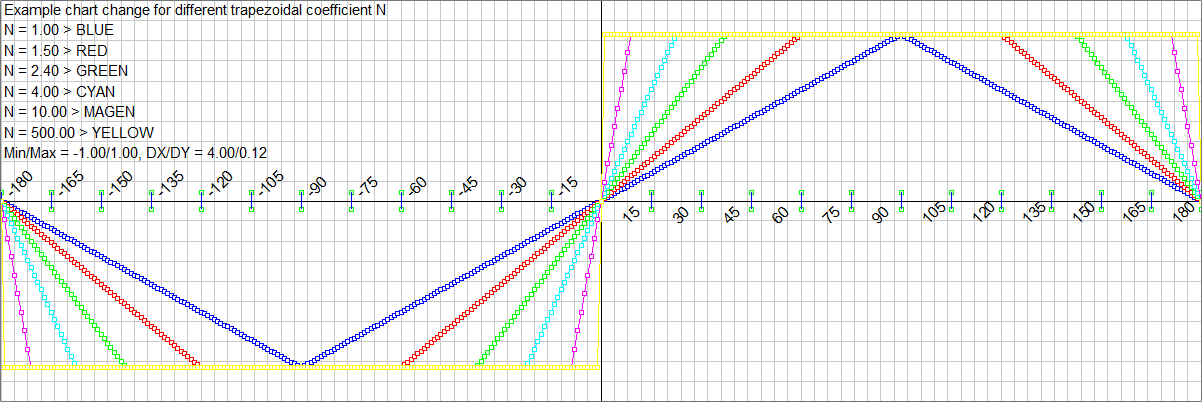 Example chart change for different trapezoidal coefficient N
N = 1.00 > BLUE
N = 1.50 > RED
N = 2.40 > GREEN
N = 4.00 > CYAN
N = 10.00 > MAGEN
N = 500.00 > YELLOW
Min/Max = -1.00/1.00, DX/DY = 4.00/0.12
-180 -165 -150 -135 -120 -105 -90 -75 -60 -45 -30 -15
15 30 45 60 75 90 105 120 135 150 165 180